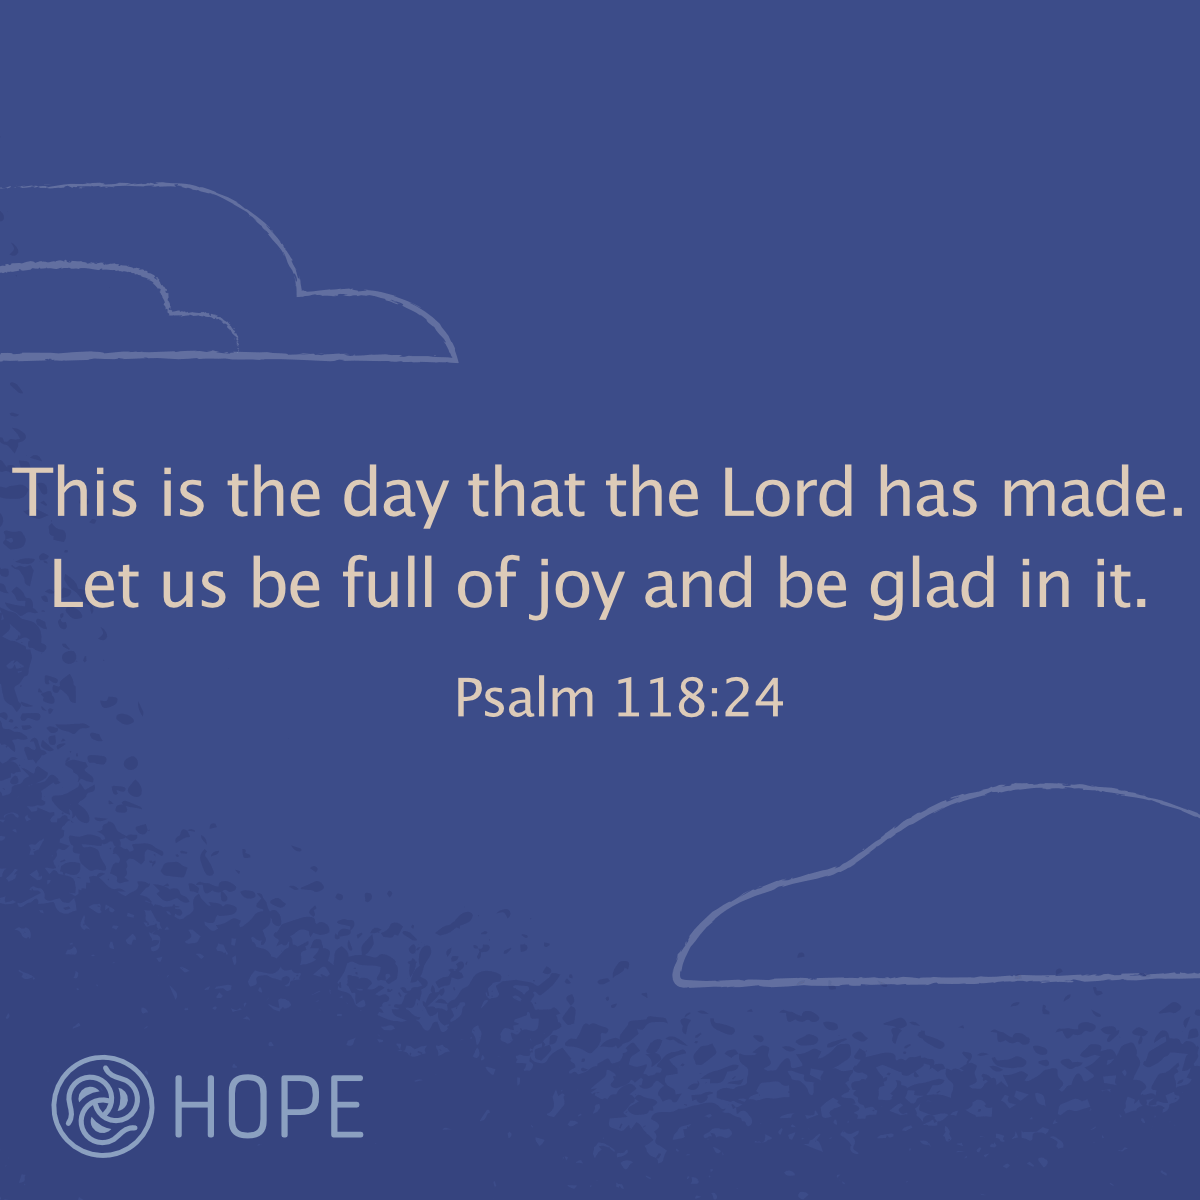 This is the day that the Lord has made.
Let us be full of joy and be glad in it.
Psalm 118:24
HOPE